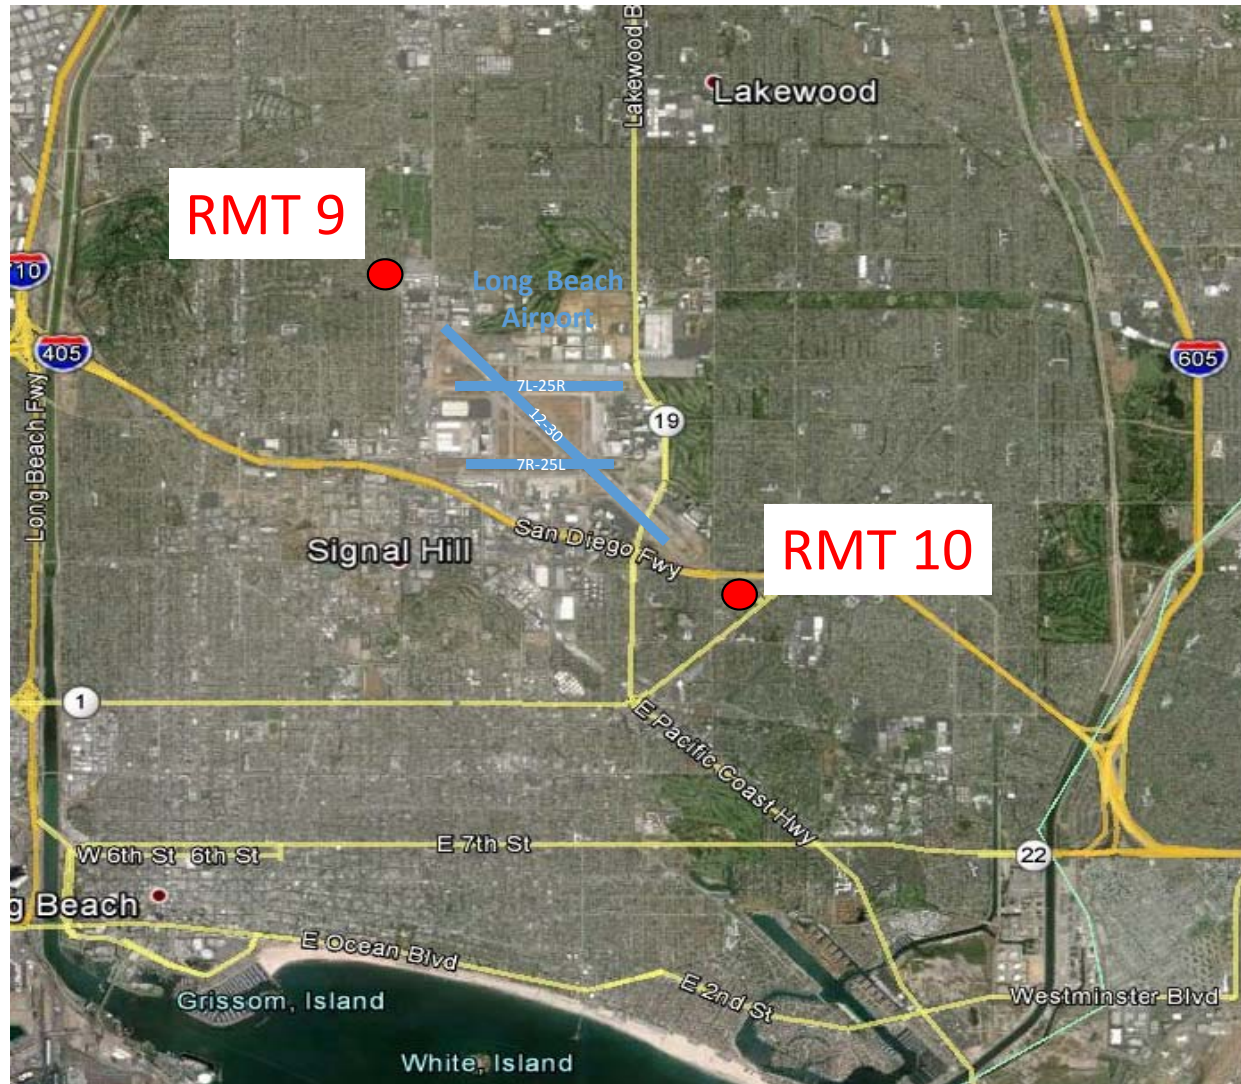 Lakewood B
Lakewood
RMT 9
10
Long Beach
Airport
405
605
7L-25R
12-30
19
7R-25L
Long Beach Fwy
San Diego Fwy
Signal Hill
RMT 10
1
E Pacific Coast Hwy
E 7th St
W 6th St 6th St
22
g Beach
E Ocean Blvd
E 2nd St
Grissom, Island
Westminster Blvd
White, Island